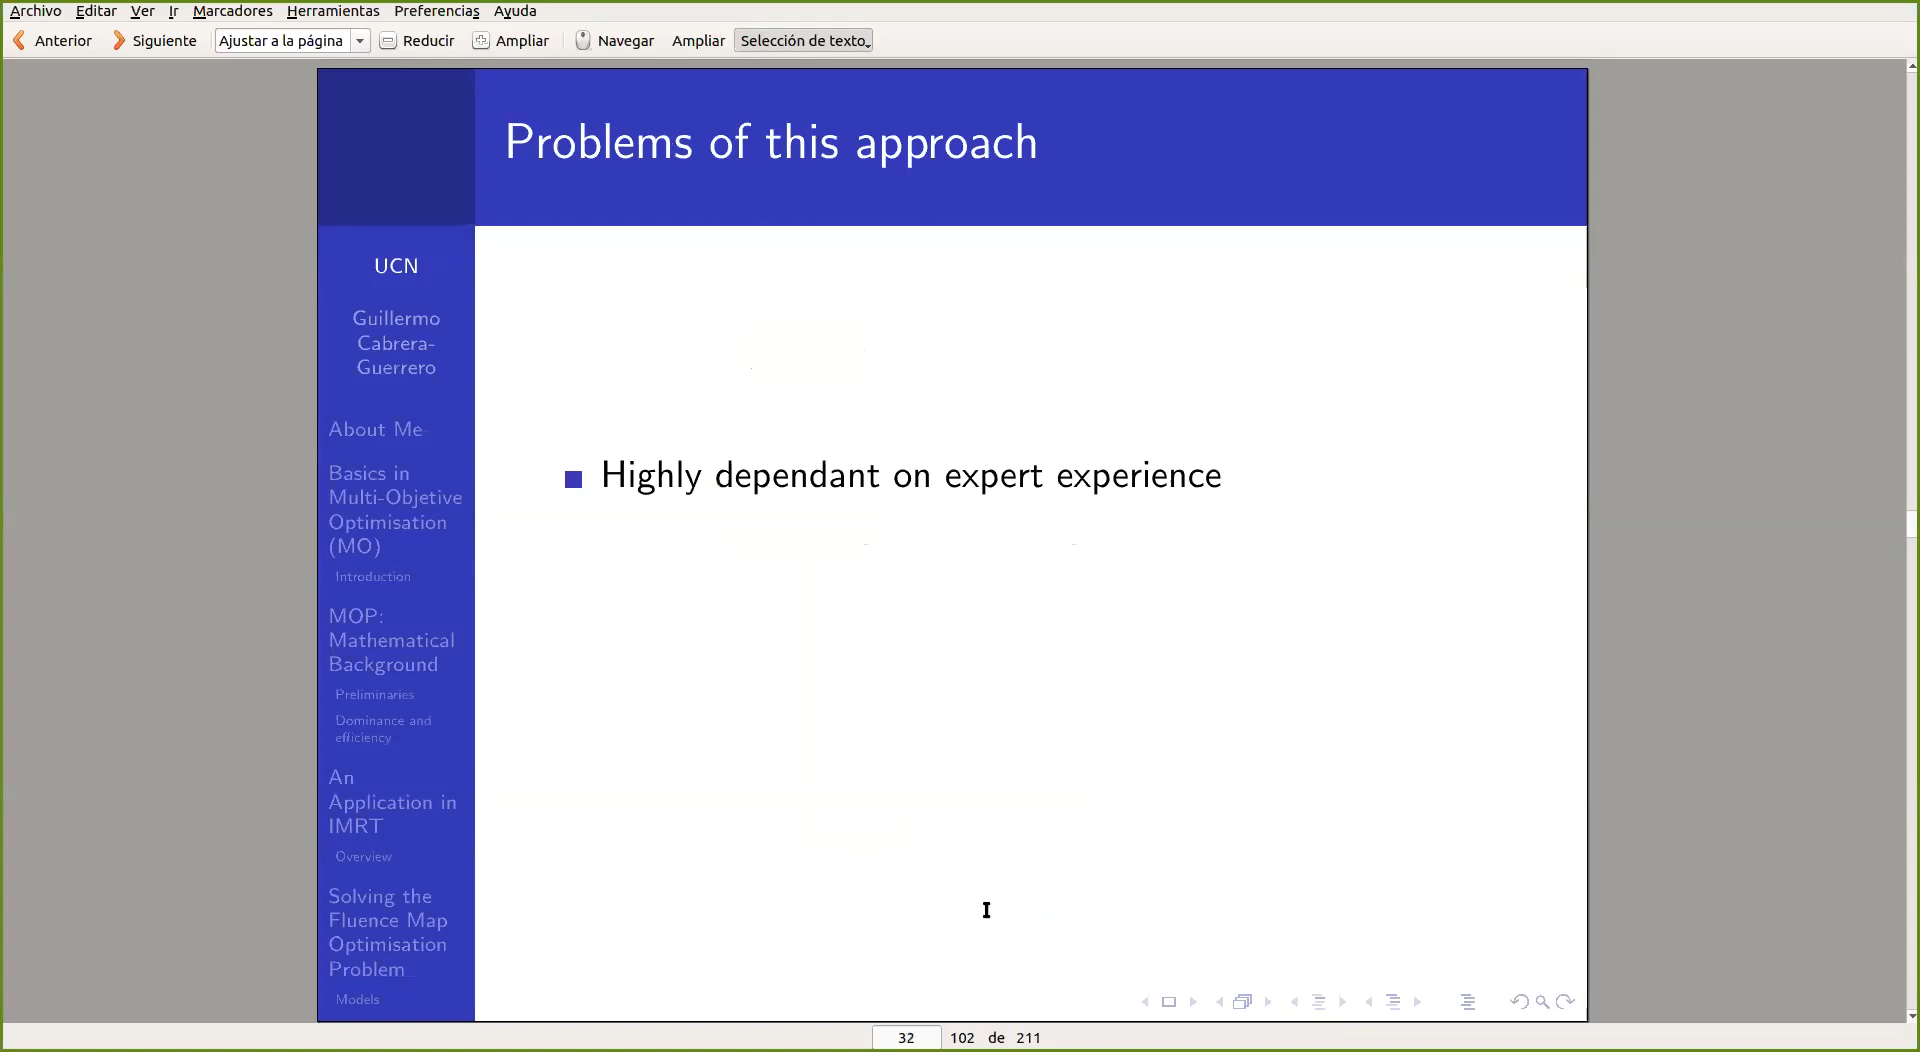 Archivo Editar Ver Ir Marcadores Herramientas Preferencias Ayuda
Anterior Siguiente Ajustar a la página Reducir Ampliar Navegar Ampliar Selección de texto
Problems of this approach
UCN
Guillermo
Cabrera-
Guerrero
About Me
Basics in
Multi-Objetive
Optimisation
(MO)
Introduction
MOP:
Mathematical
Background
Preliminaries
Dominance and
efficiency
An
Application in
IMRT
Overview
Solving the
Fluence Map
Optimisation
Problem
Models
Highly dependant on expert experience
32 102 de 211